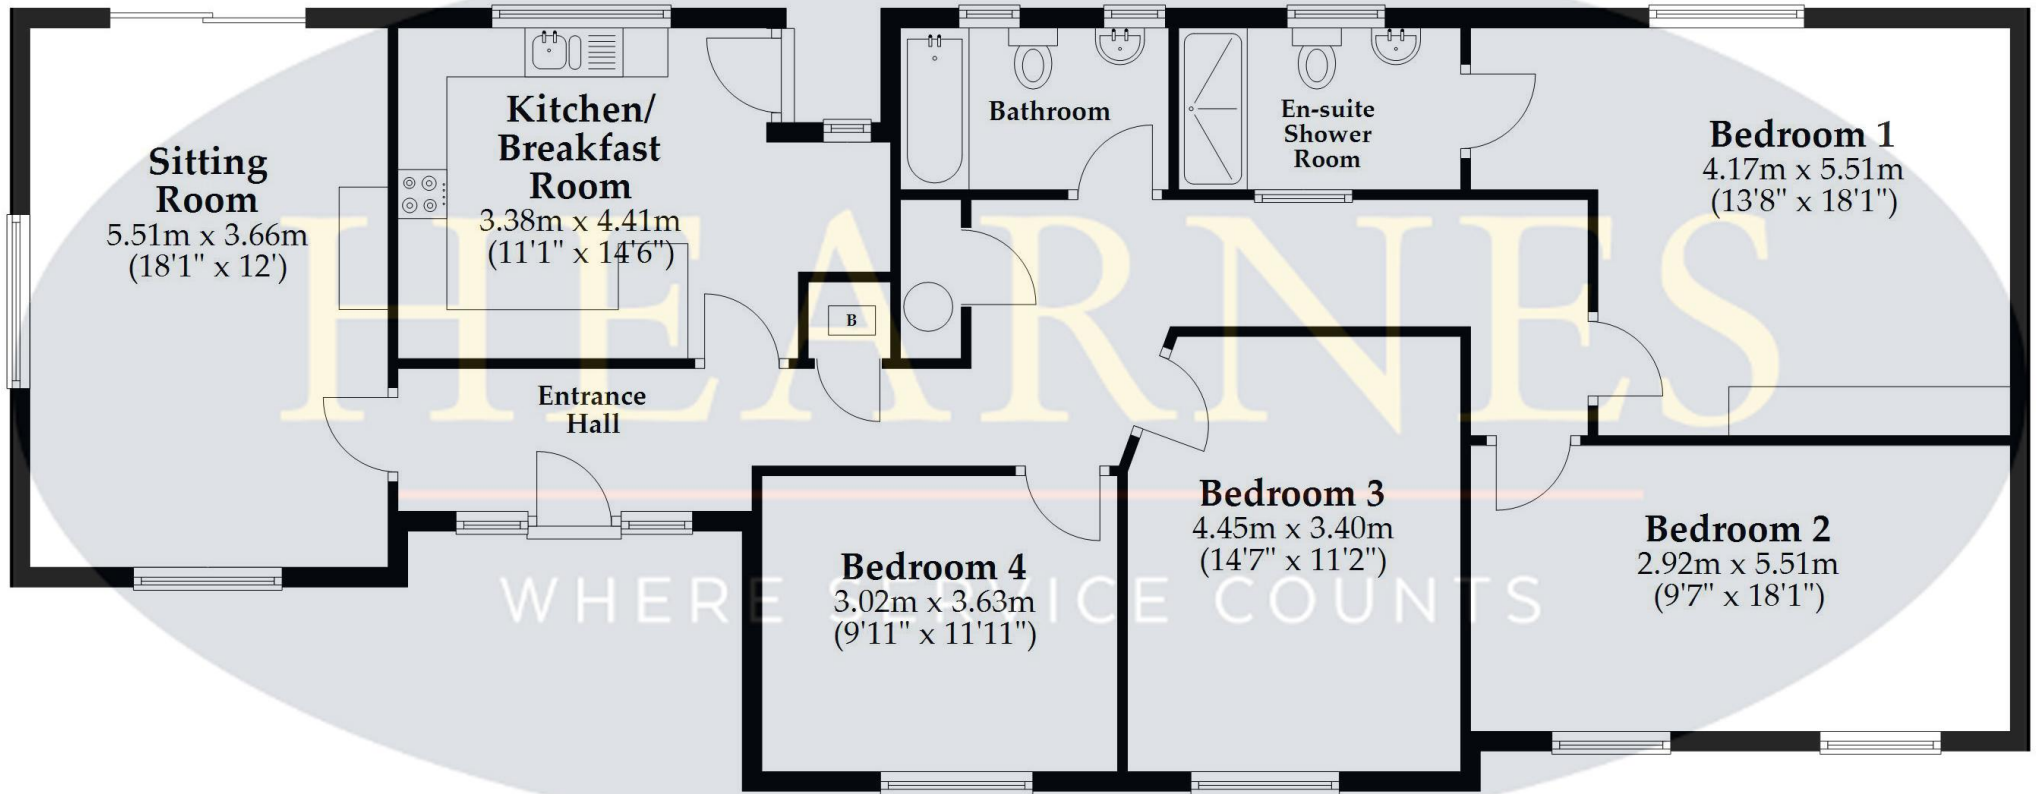 Sitting
Room
5.51m x 3.66m
(18'1" x 12')
Kitchen/
Breakfast
Room
3.38m x 4.41m
(11'1" x 14'6")
Bathroom
En-suite
Shower
Room
Bedroom 1
4.17m x 5.51m
(13'8" x 18'1")
B
Entrance
Hall
Bedroom 4
3.02m x 3.63m
(9'11" x 11'11")
Bedroom 3
4.45m x 3.40m
(14'7" x 11'2")
Bedroom 2
2.92m x 5.51m
(9'7" x 18'1")
HEARNES
WHERE SERVICE COUNTS